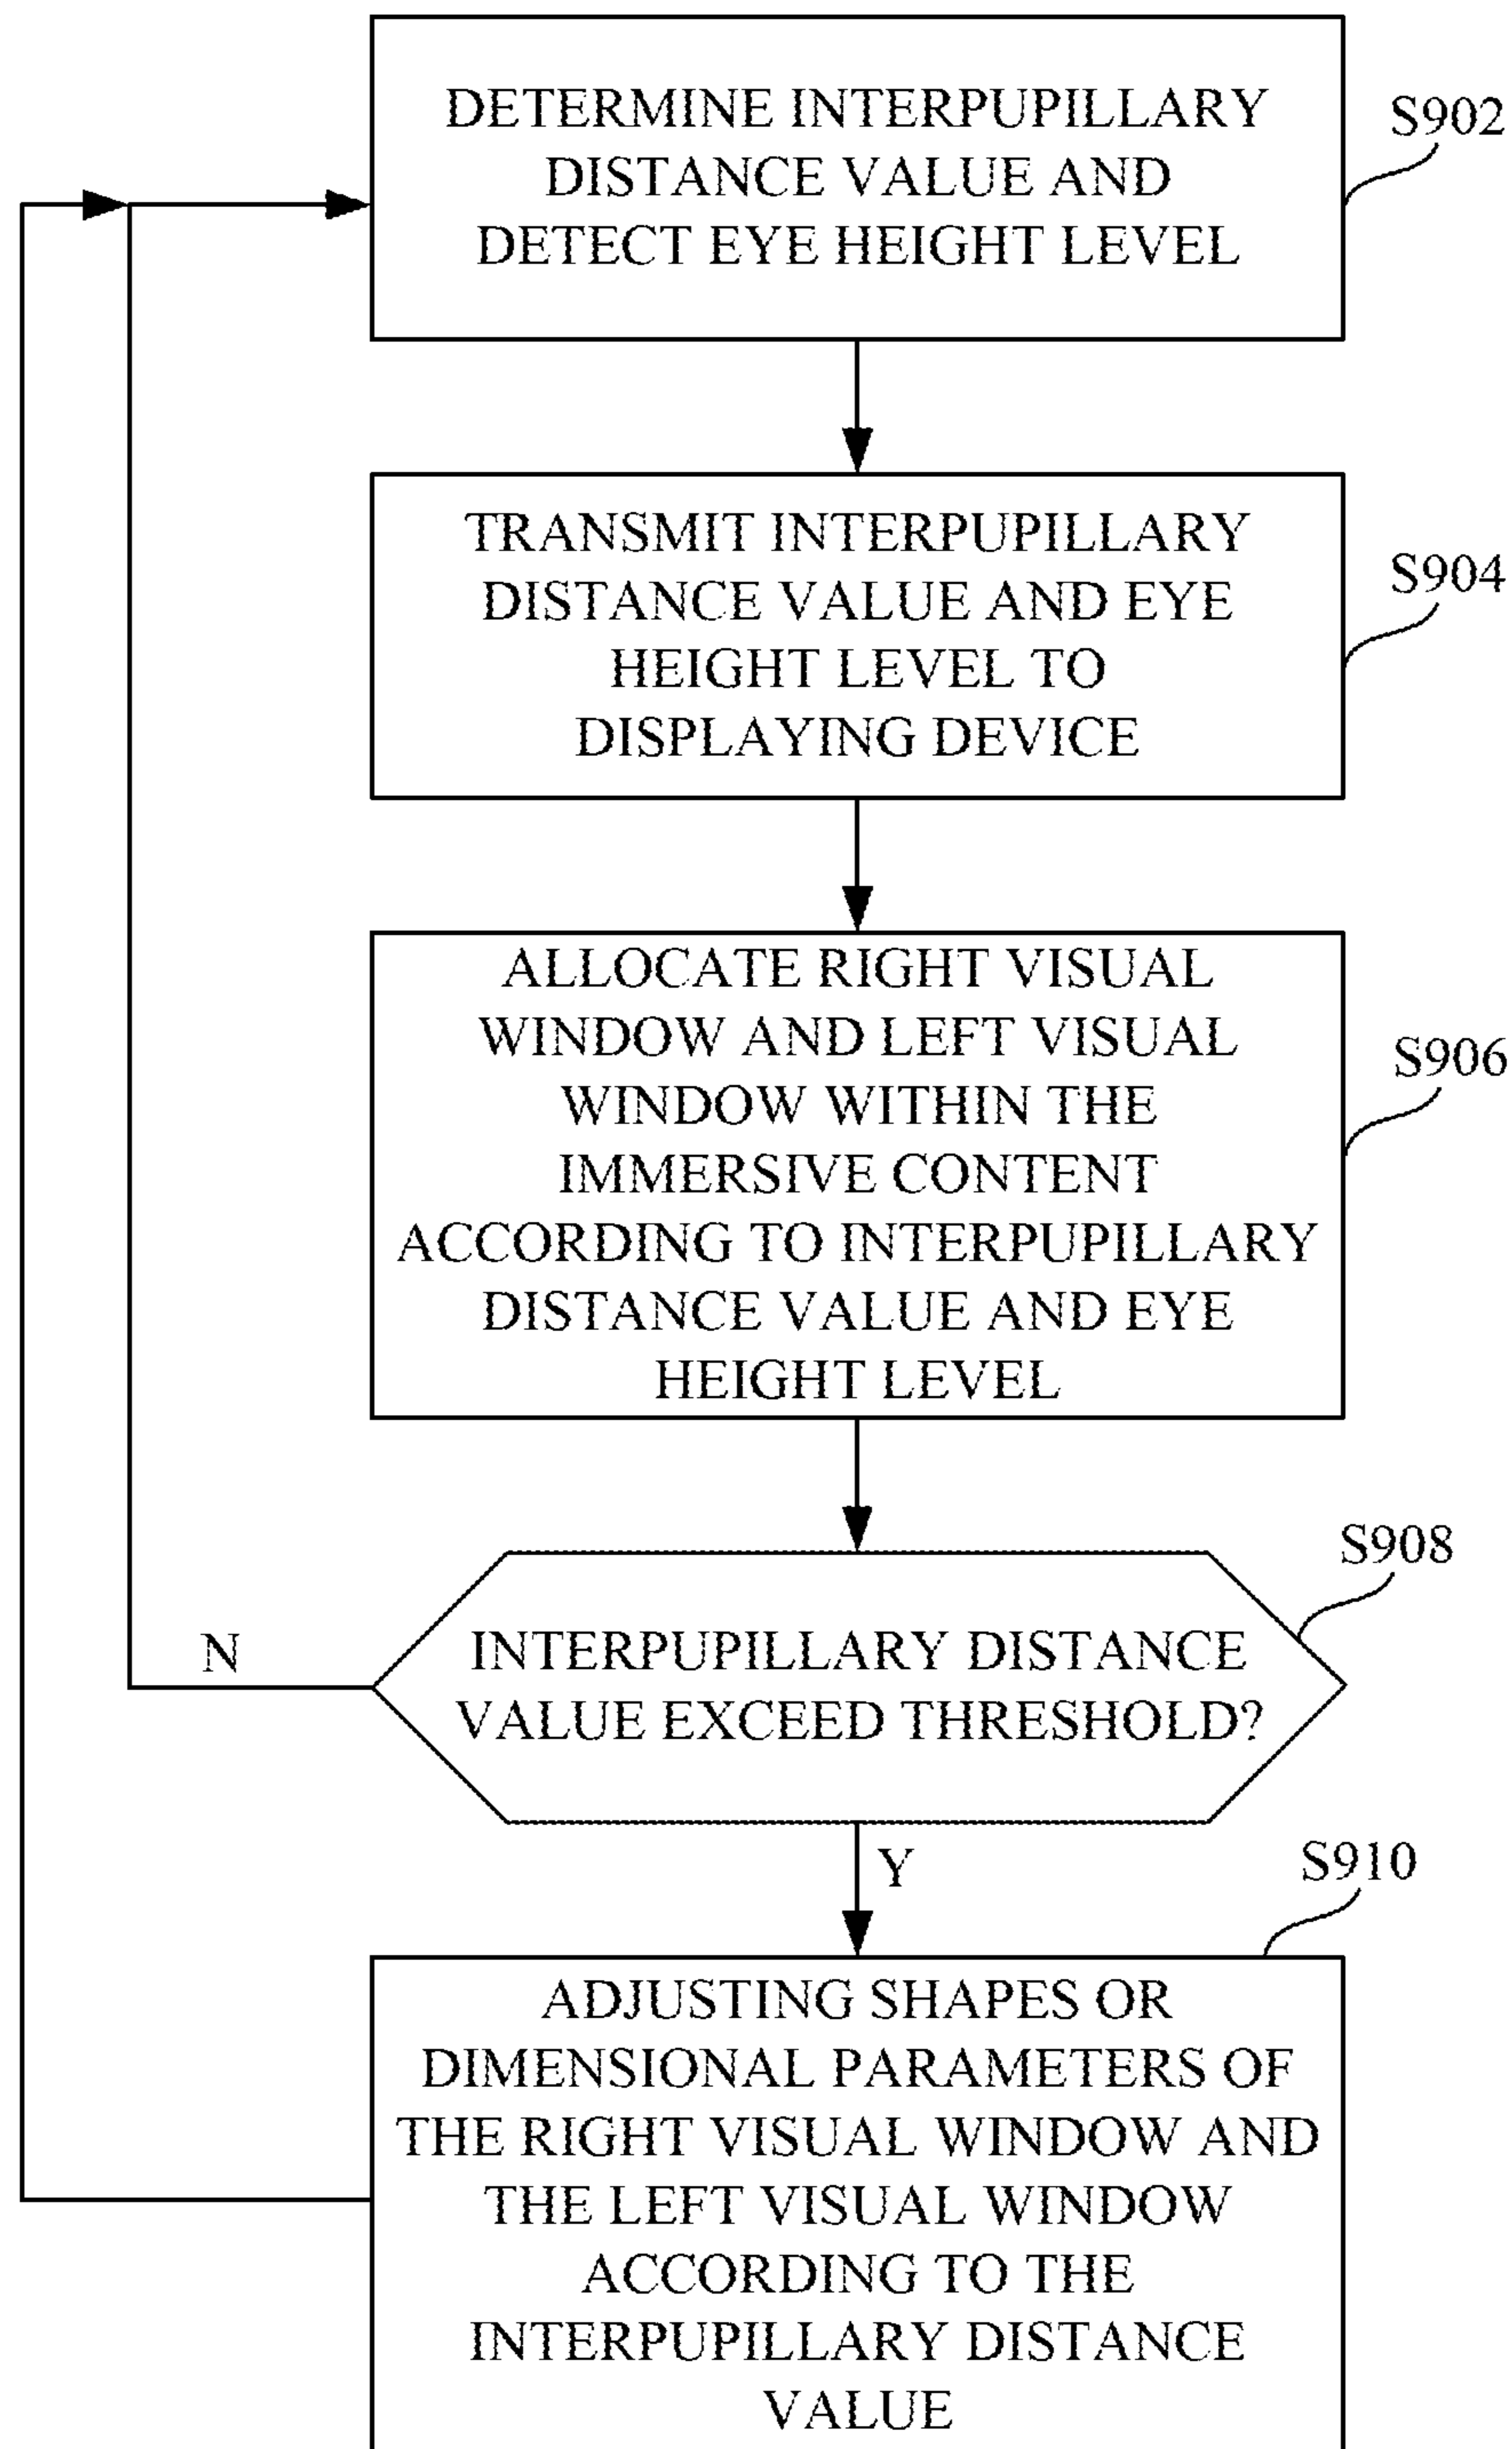 DETERMINE INTERPUPILLARY
DISTANCE VALUE AND
DETECT EYE HEIGHT LEVEL
S902
TRANSMIT INTERPUPILLARY
DISTANCE VALUE AND EYE
HEIGHT LEVEL TO
DISPLAYING DEVICE
S904
ALLOCATE RIGHT VISUAL
WINDOW AND LEFT VISUAL
WINDOW WITHIN THE
IMMERSIVE CONTENT
ACCORDING TO INTERPUPILLARY
DISTANCE VALUE AND EYE
HEIGHT LEVEL
S906
INTERPUPILLARY DISTANCE
VALUE EXCEED THRESHOLD?
S908
N
Y
S910
ADJUSTING SHAPES OR
DIMENSIONAL PARAMETERS OF
THE RIGHT VISUAL WINDOW AND
THE LEFT VISUAL WINDOW
ACCORDING TO THE
INTERPUPILLARY DISTANCE
VALUE